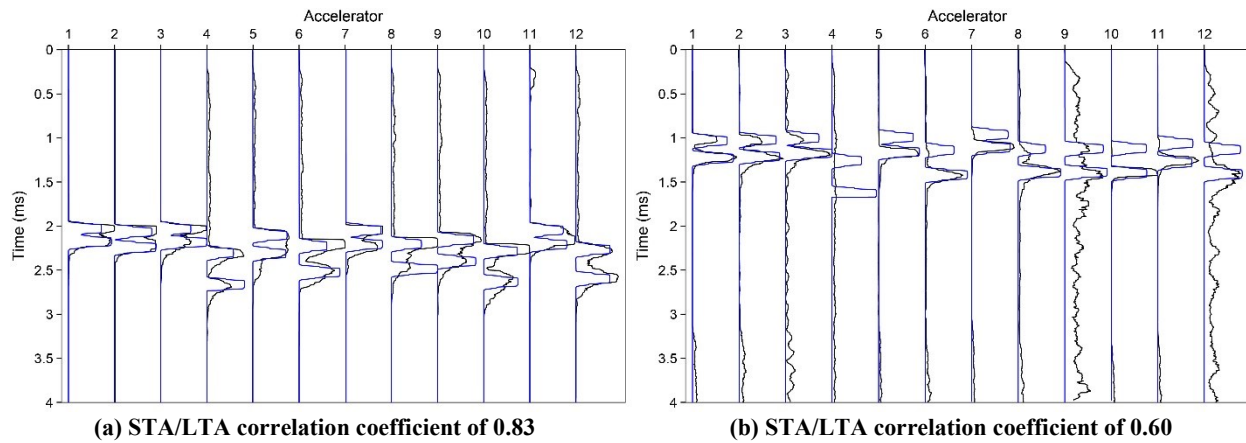 Accelerator
1 2 3 4 5 6 7 8 9 10 11 12
0
0.5
1
1.5
2
2.5
3
3.5
4
Time (ms)
(a) STA/LTA correlation coefficient of 0.83
Accelerator
1 2 3 4 5 6 7 8 9 10 11 12
0
0.5
1
1.5
2
2.5
3
3.5
4
Time (ms)
(b) STA/LTA correlation coefficient of 0.60